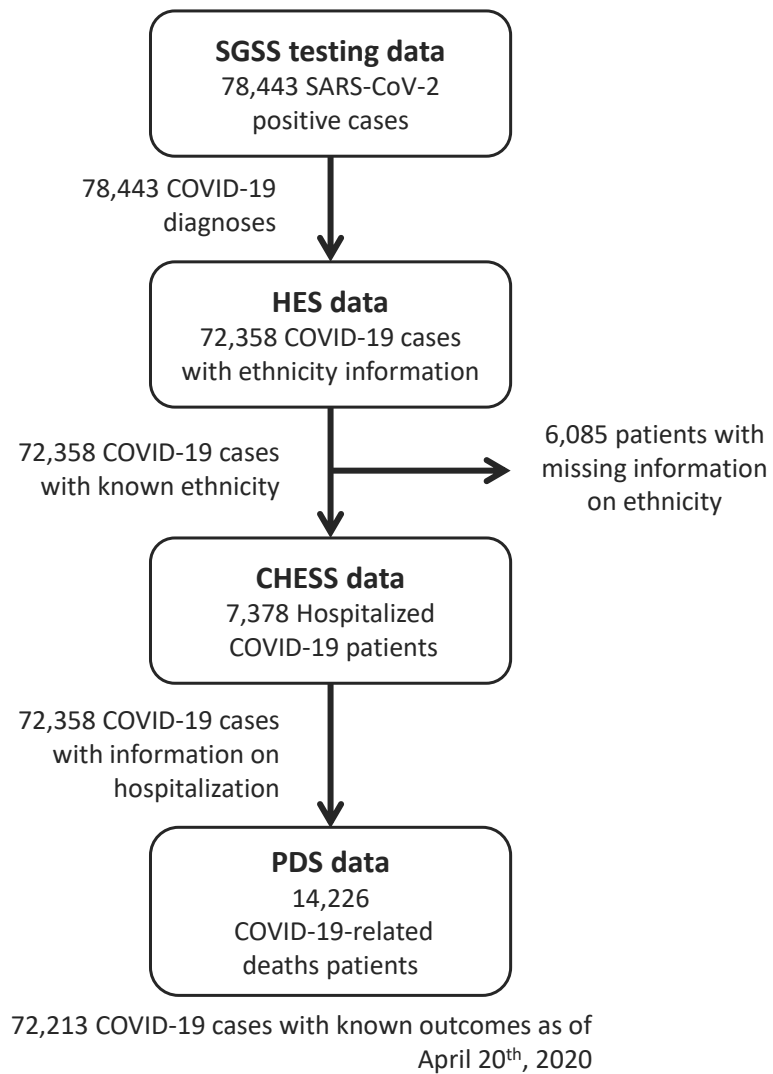 SGSS testing data
78,443 SARS-CoV-2
positive cases
78,443 COVID-19
diagnoses
HES data
72,358 COVID-19 cases
with ethnicity information
72,358 COVID-19 cases
with known ethnicity
6,085 patients with
missing information
on ethnicity
CHESS data
7,378 Hospitalized
COVID-19 patients
72,358 COVID-19 cases
with information on
hospitalization
PDS data
14,226
COVID-19-related
deaths patients
72,213 COVID-19 cases with known outcomes as of
April 20th, 2020